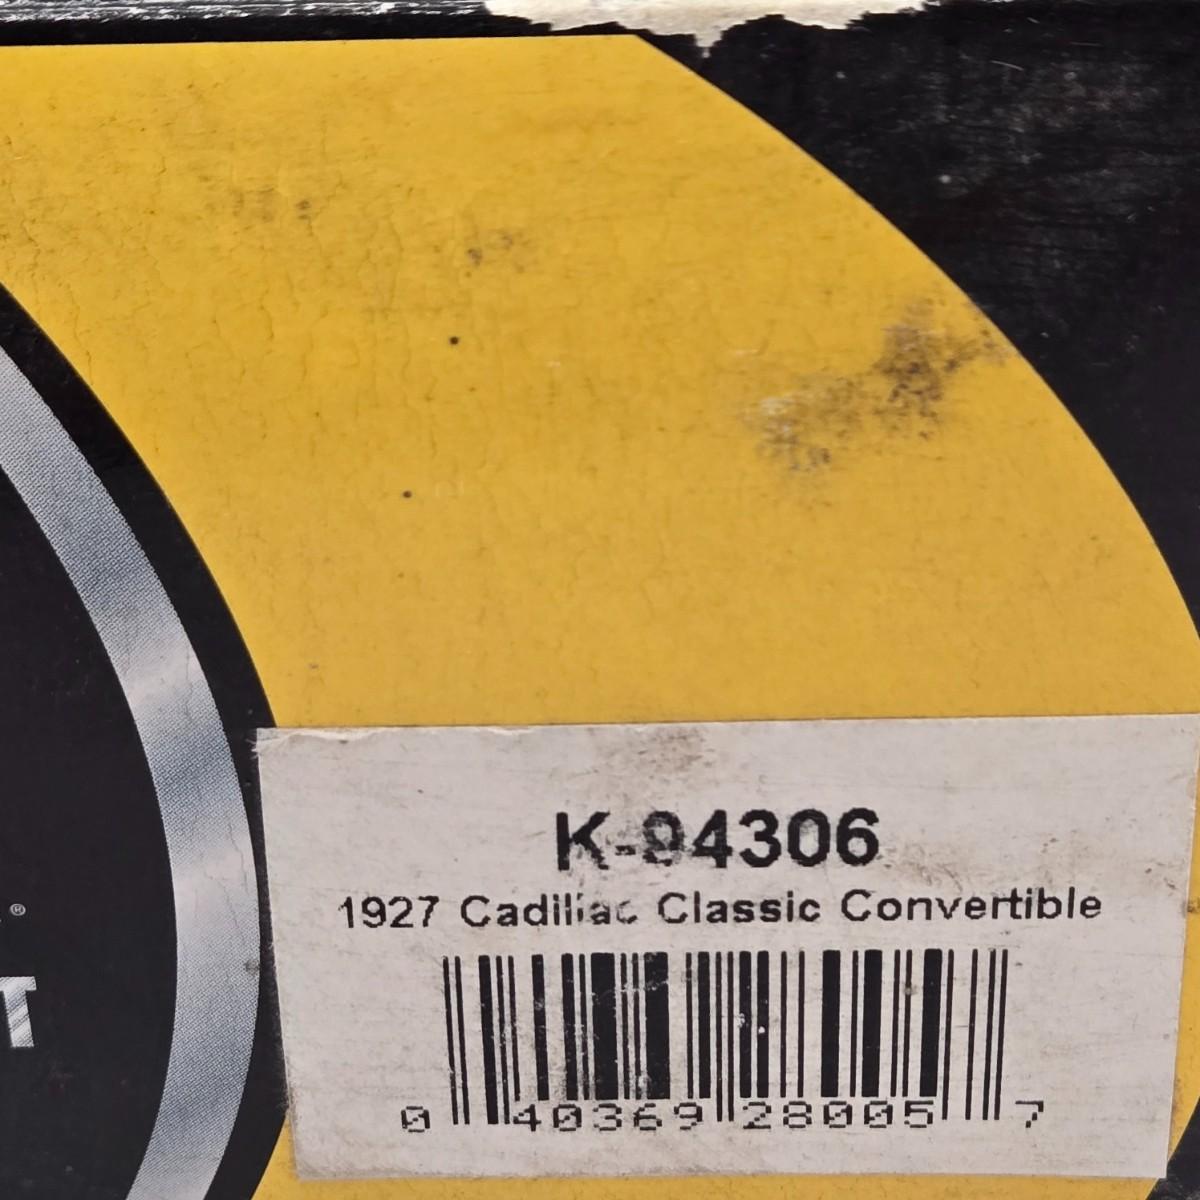 ®
T
K-94306
1927 Cadillac Classic Convertible
0 40369 28005 7